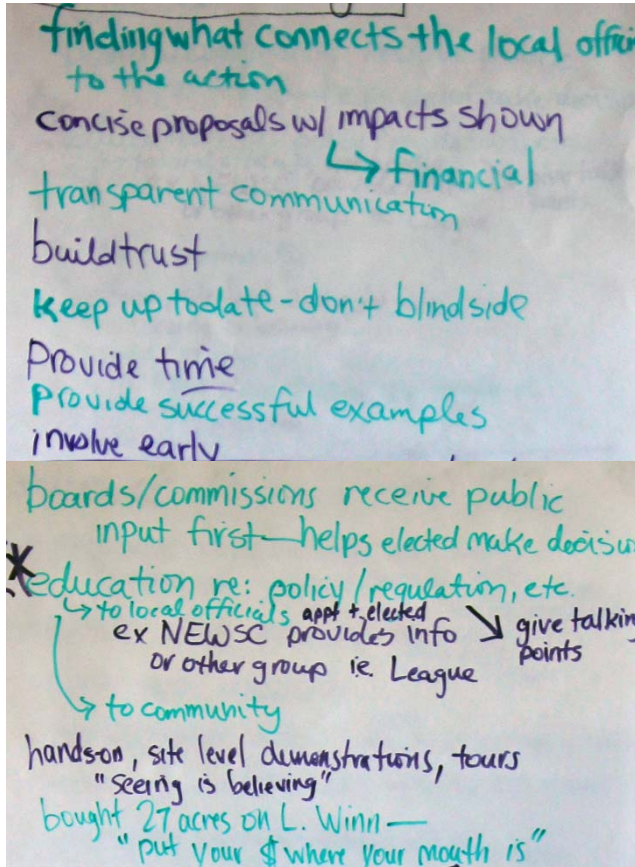 finding what connects the local offici
to the action
concise proposals w/ impacts shown
↳ financial
transparent communication
build trust
keep up to date - don't blindside
Provide time
Provide successful examples
involve early
boards/commissions receive public
input first — helps elected make decision
* education re: policy/regulation, etc.
↳ to local officials appt + elected
ex NEWSC provides info ↘ give talking
or other group i.e. League points
↳ to community
hands-on, site level demonstrations, tours
"seeing is believing"
bought 27 acres on L. Winn —
"put your $ where your mouth is"